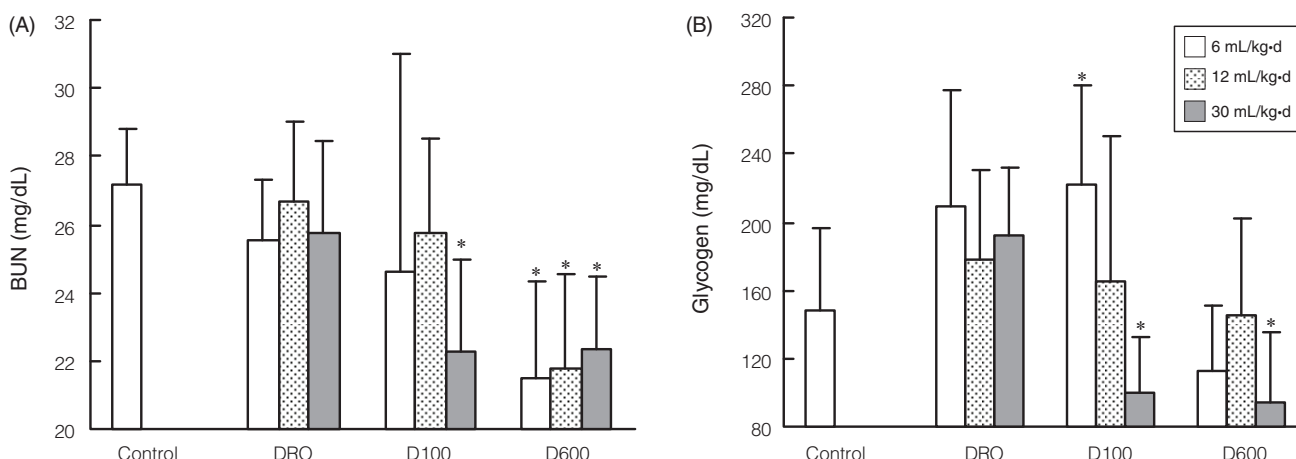 (A)
BUN (mg/dL)
32
30
28
26
24
22
20
*
* * *
Control DRO D100 D600
(B)
Glycogen (mg/dL)
320
280
240
200
160
120
80
*
*
*
Control DRO D100 D600
6 mL/kg•d
12 mL/kg•d
30 mL/kg•d